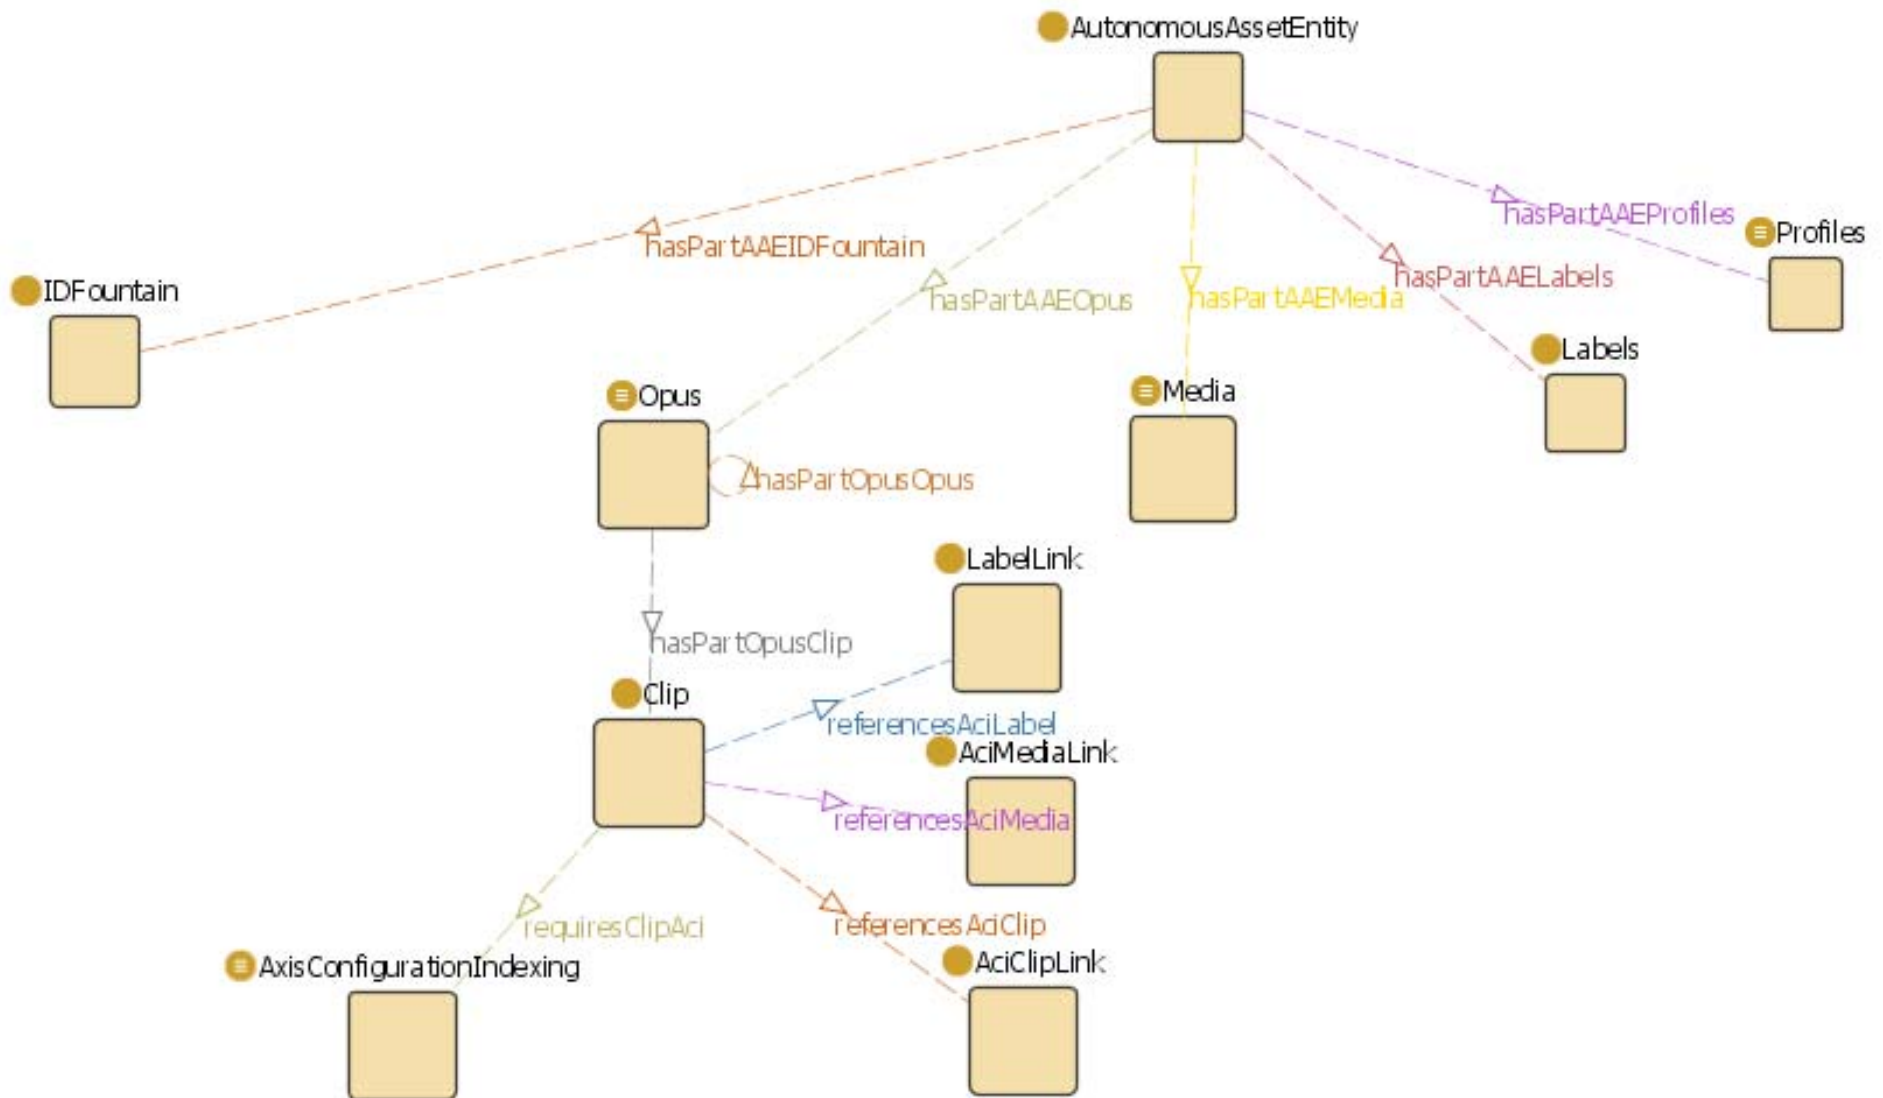 AutonomousAssetEntity
hasPartAAEProfiles
Profiles
hasPartAAEIDFountain
hasPartAAELabels
IDFountain
hasPartAAEOpus
hasPartAAEMedia
Labels
Opus
Media
hasPartOpusOpus
LabelLink
hasPartOpusClip
Clip
referencesAciLabel
AciMediaLink
referencesAciMedia
requiresClipAci
referencesAciClip
AxisConfigurationIndexing
AciClipLink